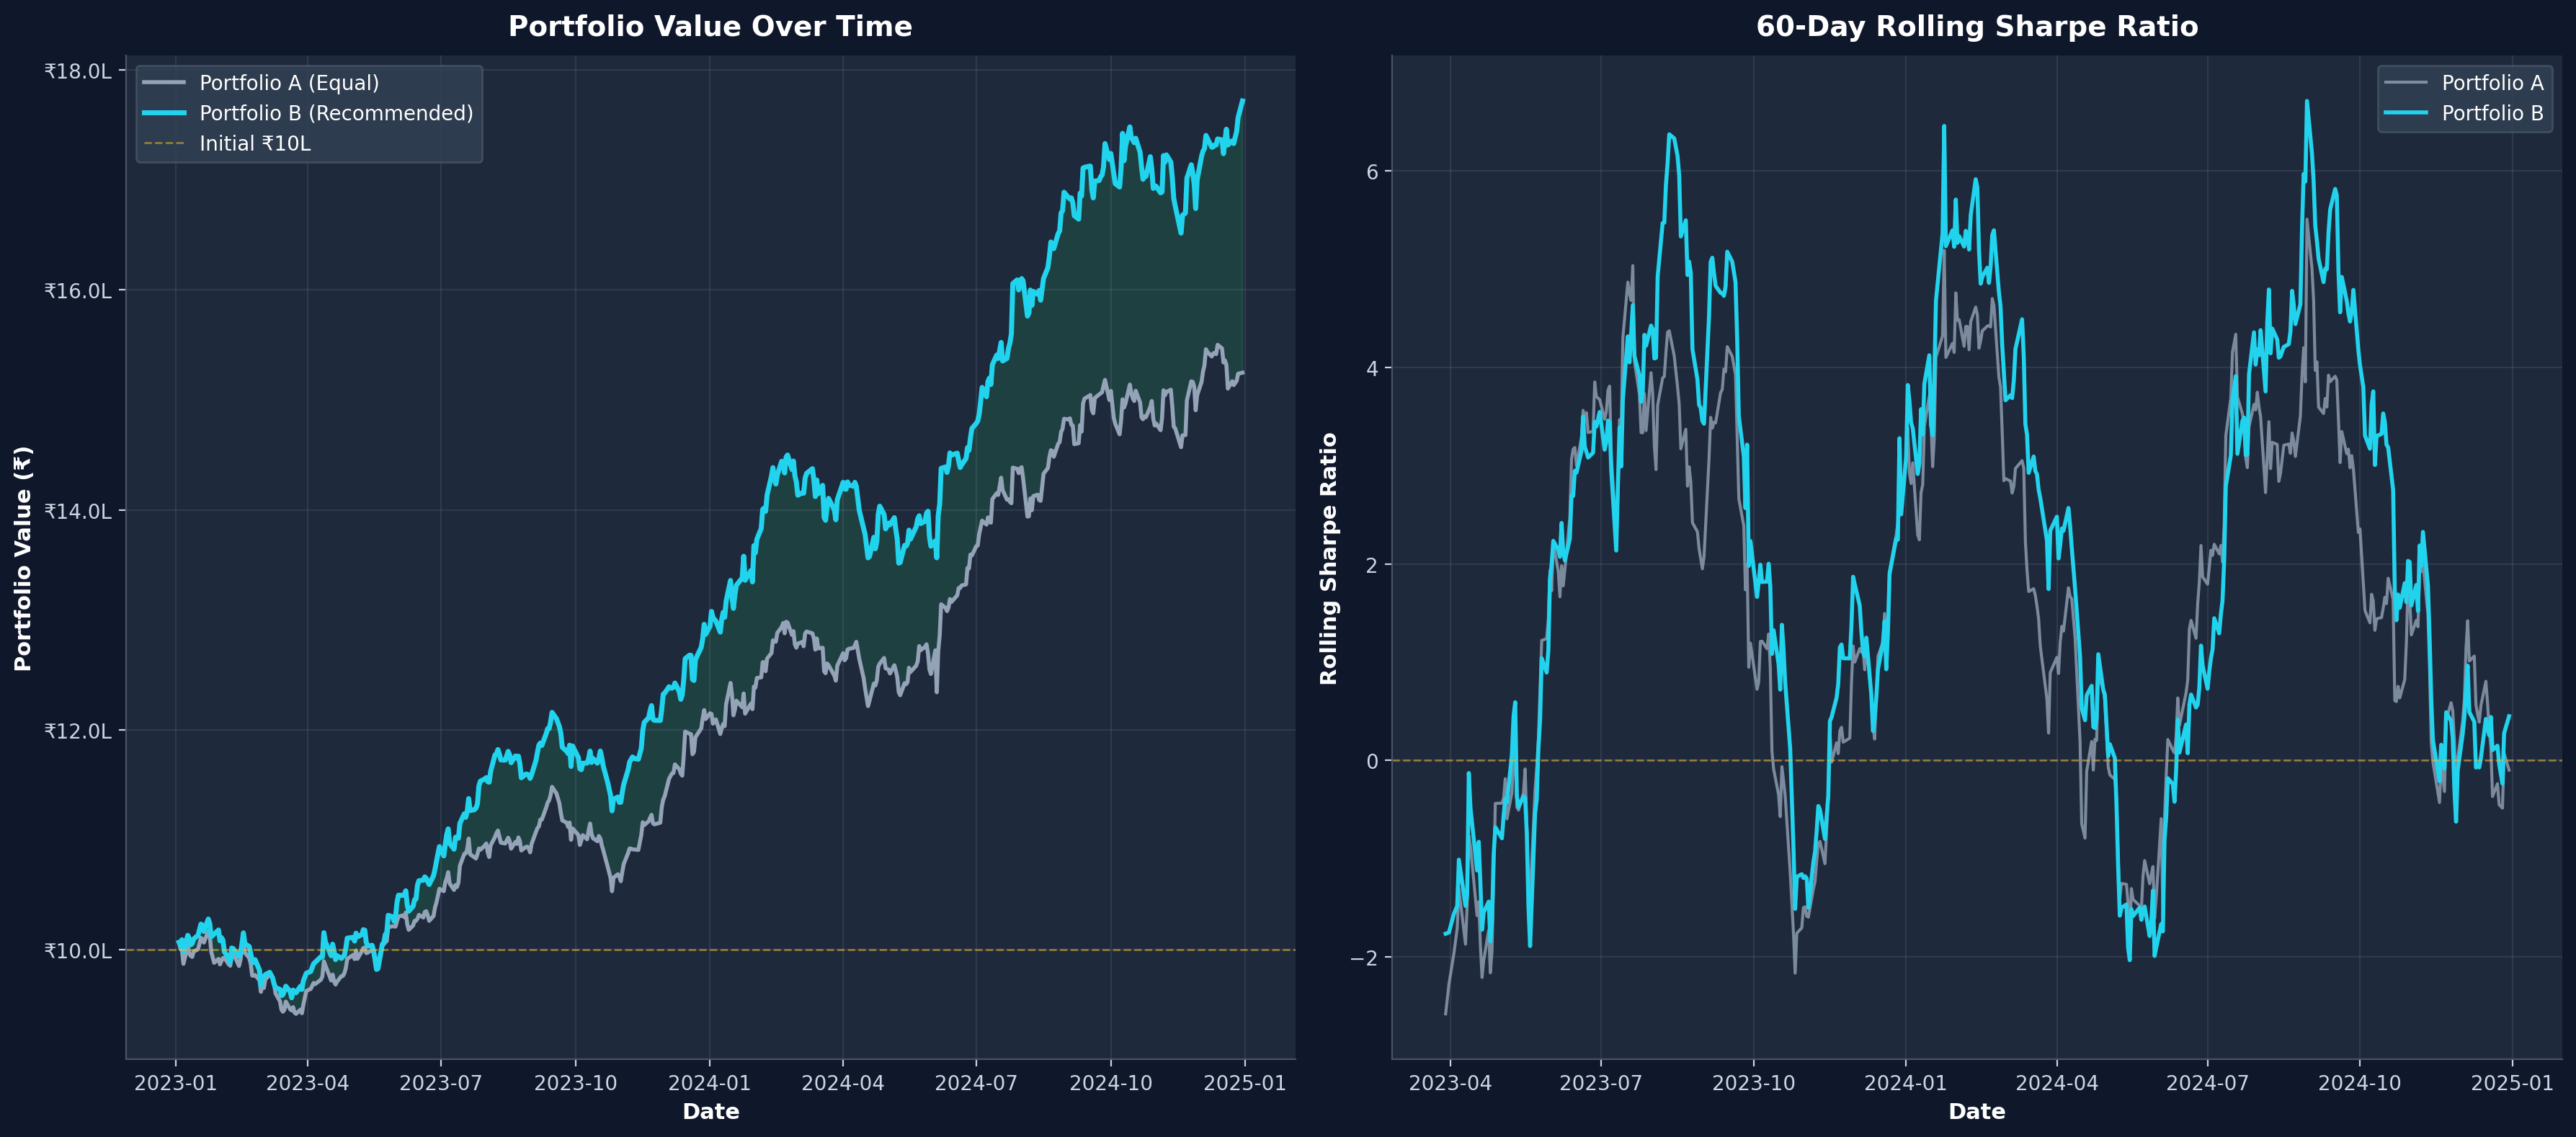 Portfolio Value Over Time
Portfolio Value (₹)
₹18.0L
₹16.0L
₹14.0L
₹12.0L
₹10.0L
Portfolio A (Equal)
Portfolio B (Recommended)
Initial ₹10L
2023-01 2023-04 2023-07 2023-10 2024-01 2024-04 2024-07 2024-10 2025-01
Date
60-Day Rolling Sharpe Ratio
Rolling Sharpe Ratio
6
4
2
0
−2
Portfolio A
Portfolio B
2023-04 2023-07 2023-10 2024-01 2024-04 2024-07 2024-10 2025-01
Date